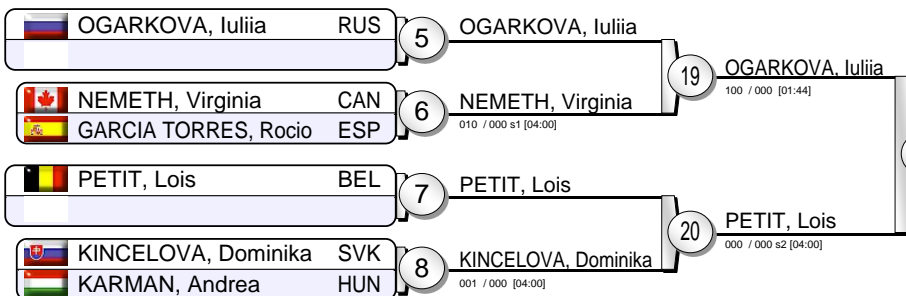 OGARKOVA, Iuliia RUS
5
OGARKOVA, Iuliia
19
OGARKOVA, Iuliia
100 / 000 [01:44]
NEMETH, Virginia CAN
GARCIA TORRES, Rocio ESP
6
NEMETH, Virginia
010 / 000 s1 [04:00]
PETIT, Lois BEL
7
PETIT, Lois
20
PETIT, Lois
000 / 000 s2 [04:00]
KINCELOVA, Dominika SVK
KARMAN, Andrea HUN
8
KINCELOVA, Dominika
001 / 000 [04:00]